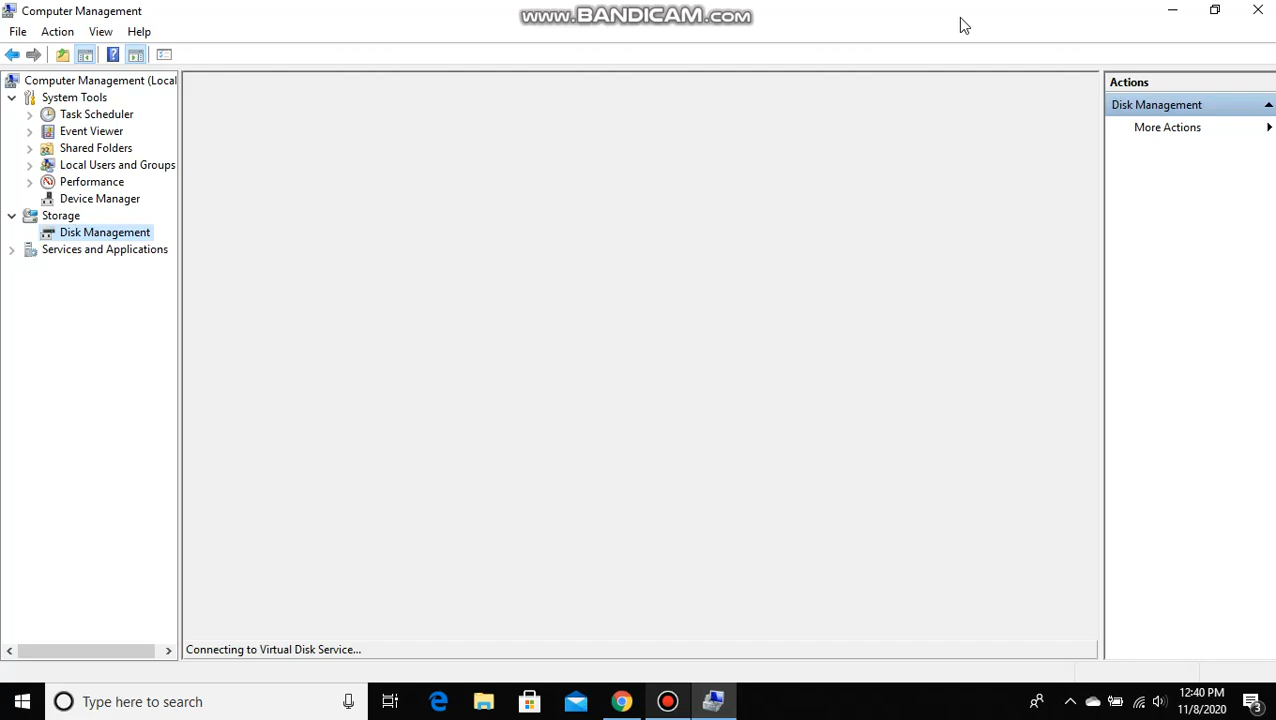 Computer Management
www.BANDICAM.com
File Action View Help
Computer Management (Local
System Tools
Task Scheduler
Event Viewer
Shared Folders
Local Users and Groups
Performance
Device Manager
Storage
Disk Management
Services and Applications
Actions
Disk Management
More Actions
Connecting to Virtual Disk Service...
Type here to search
12:40 PM
11/8/2020
3